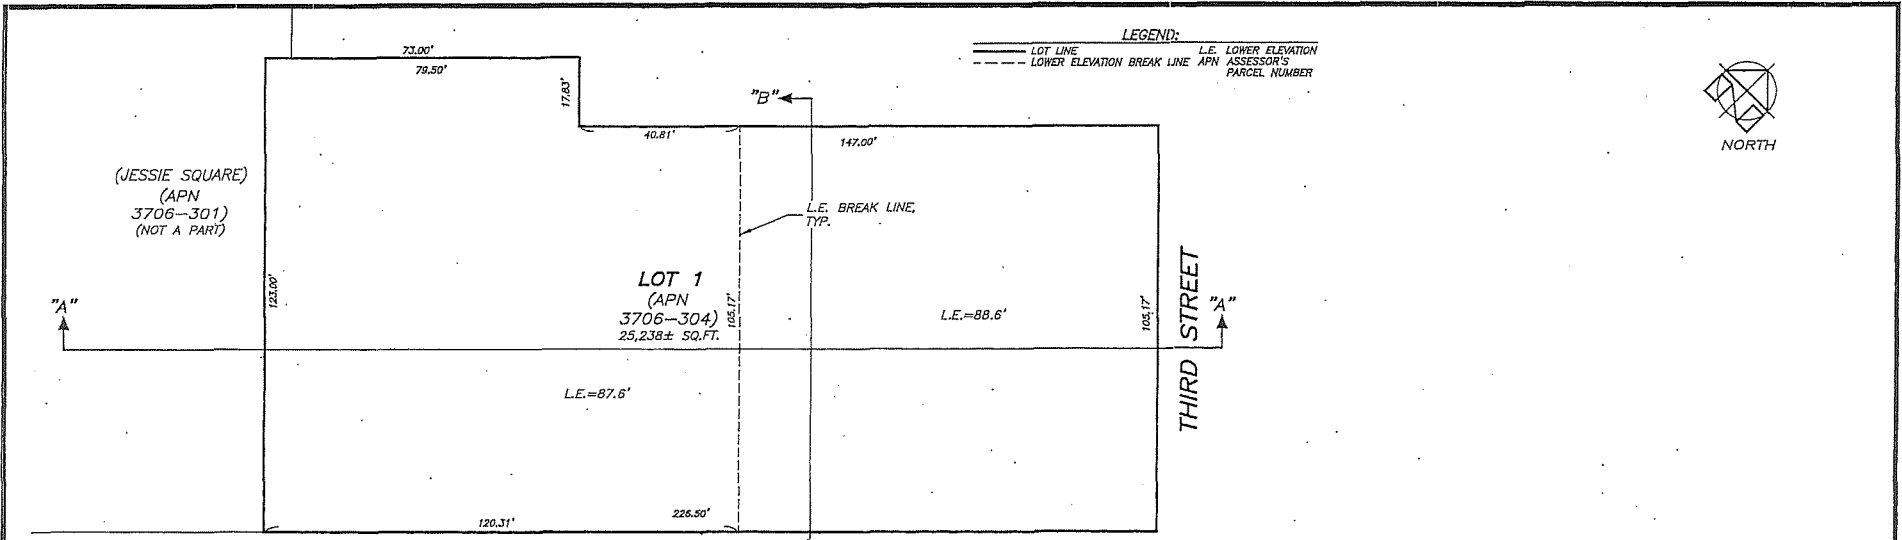 LEGEND:
LOT LINE
LOWER ELEVATION BREAK LINE
L.E. LOWER ELEVATION
APN ASSESSOR'S
PARCEL NUMBER
NORTH
73.00'
79.50'
17.83'
"B"
40.81'
147.00'
(JESSIE SQUARE)
(APN
3706-301)
(NOT A PART)
L.E. BREAK LINE,
TYP.
123.00'
LOT 1
(APN
3706-304)
25,238± SQ.FT.
105.17'
L.E.=88.6'
105.17'
THIRD STREET
"A"
"A"
L.E.=87.6'
120.31'
226.50'